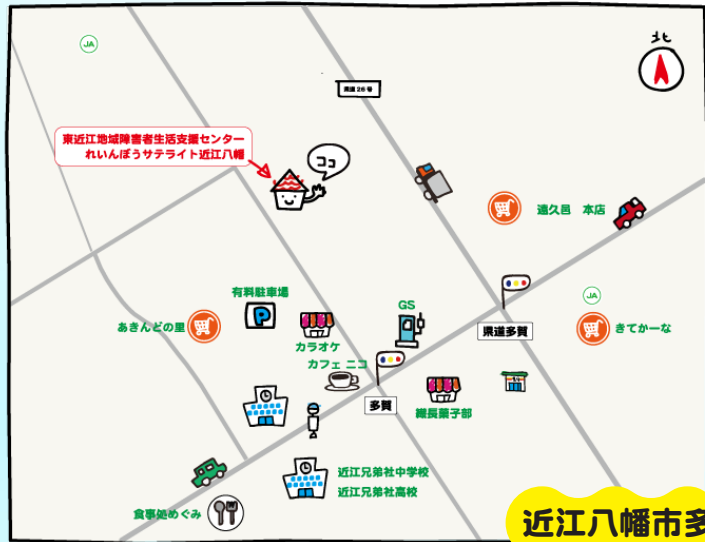 北
JA
県道26号
東近江地域障害者生活支援センター
れいんぼうサテライト近江八幡
ココ
遠久邑 本店
有料駐車場
P
GS
JA
あきんどの里
カラオケ
県道多賀
きてかーな
カフェ ニコ
多賀
織長菓子部
近江兄弟社中学校
近江兄弟社高校
食事処めぐみ
近江八幡市多